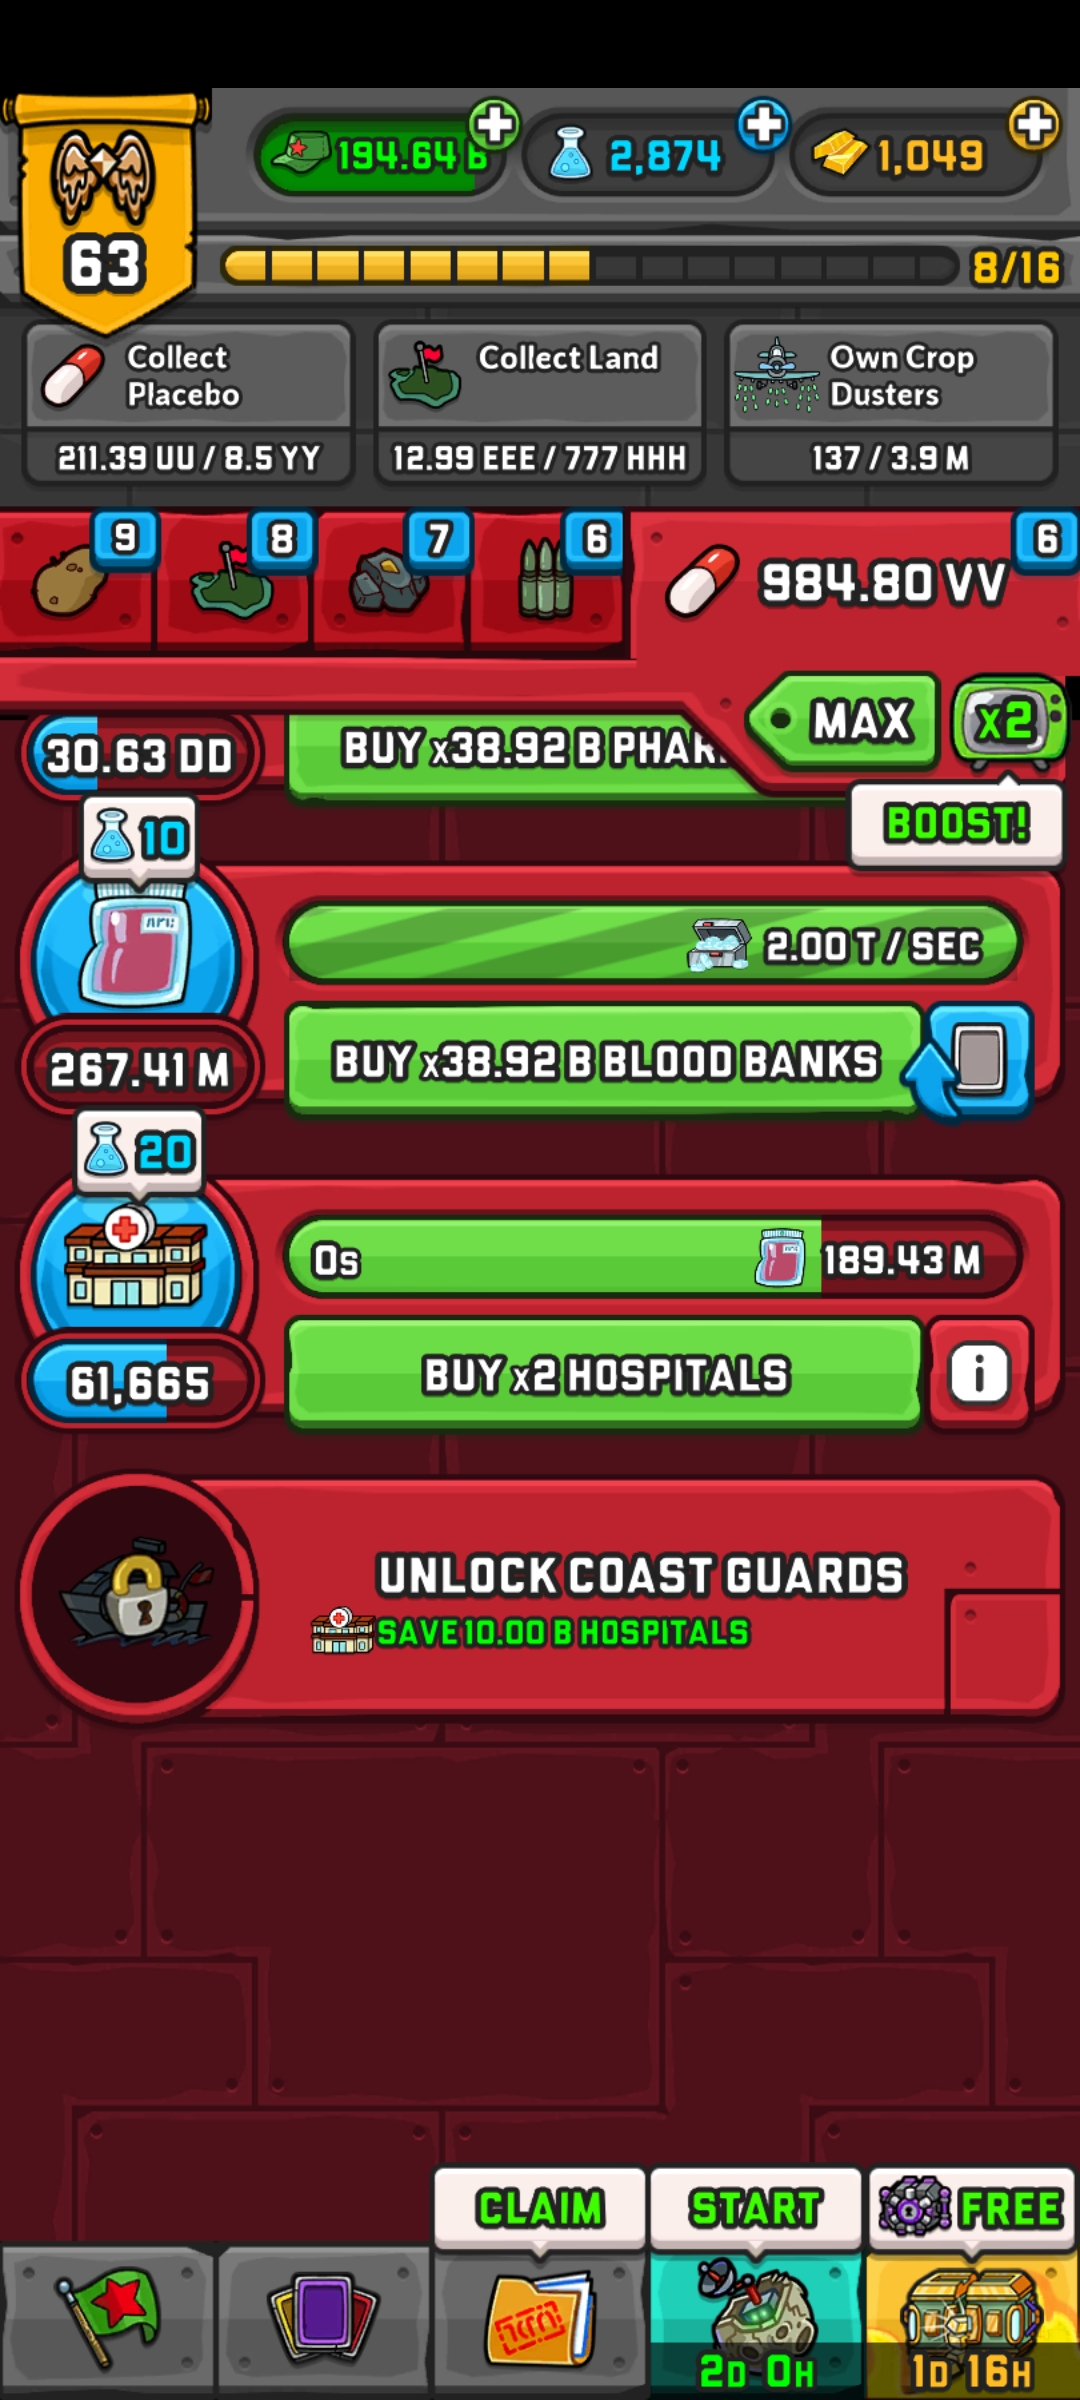 194.64 B
2,874
1,049
63
8/16
Collect
Placebo
211.39 UU / 8.5 YY
Collect Land
12.99 EEE / 777 HHH
Own Crop
Dusters
137 / 3.9 M
9
8
7
6
984.80 VV
6
MAX
x2
30.63 DD
BUY x38.92 B PHAR
BOOST!
10
2.00 T / SEC
267.41 M
BUY x38.92 B BLOOD BANKS
20
0s
189.43 M
61,665
BUY x2 HOSPITALS
i
UNLOCK COAST GUARDS
SAVE 10.00 B HOSPITALS
CLAIM
START
FREE
2D 0H
1D 16H